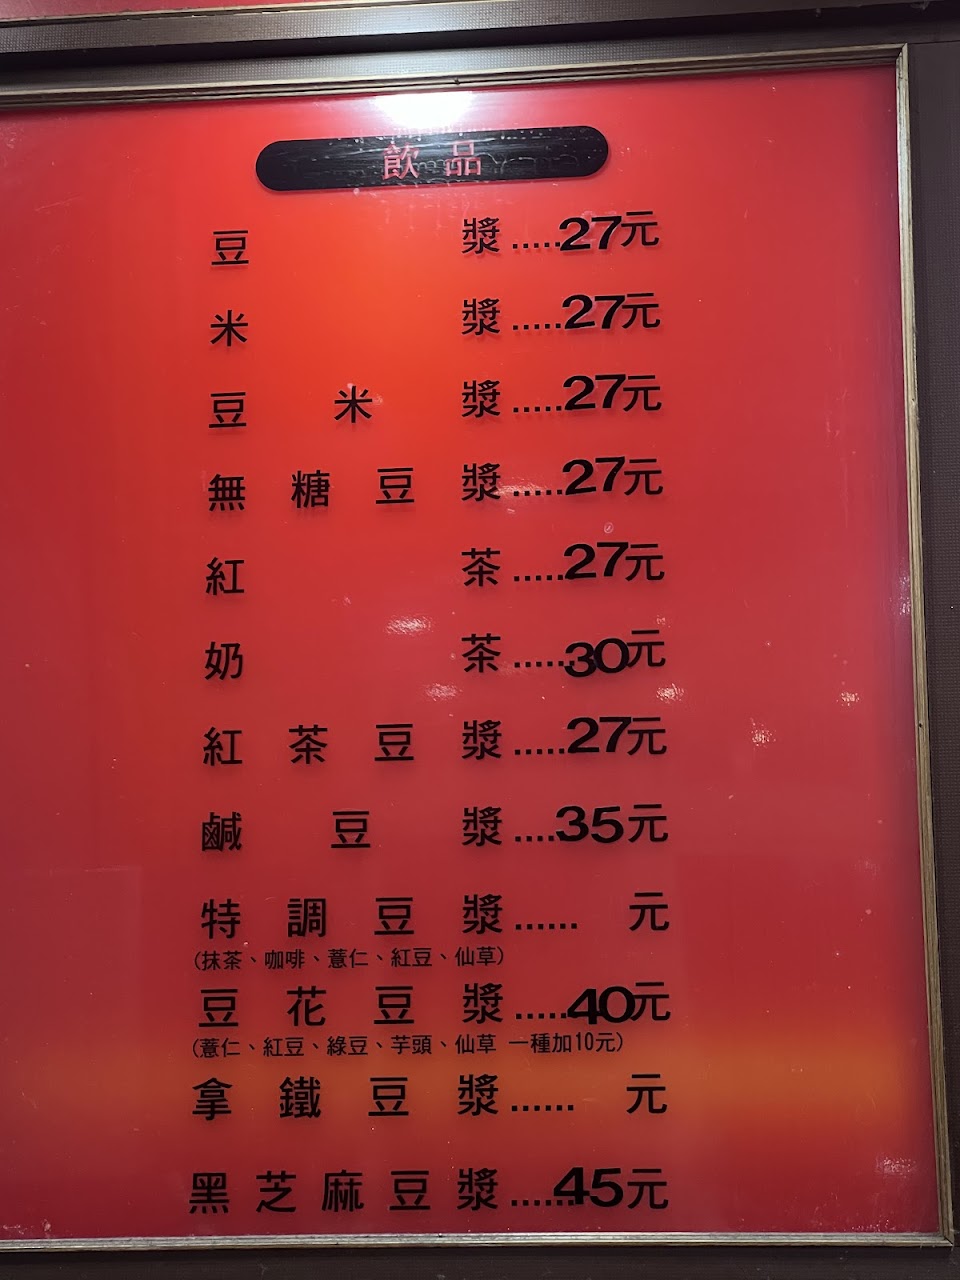 飲品
豆漿.....27元
米漿.....27元
豆米漿.....27元
無糖豆漿.....27元
紅茶.....27元
奶茶.....30元
紅茶豆漿.....27元
鹹豆漿....35元
特調豆漿...... 元
(抹茶、咖啡、薏仁、紅豆、仙草)
豆花豆漿.....40元
(薏仁、紅豆、綠豆、芋頭、仙草 一種加10元)
拿鐵豆漿...... 元
黑芝麻豆漿......45元